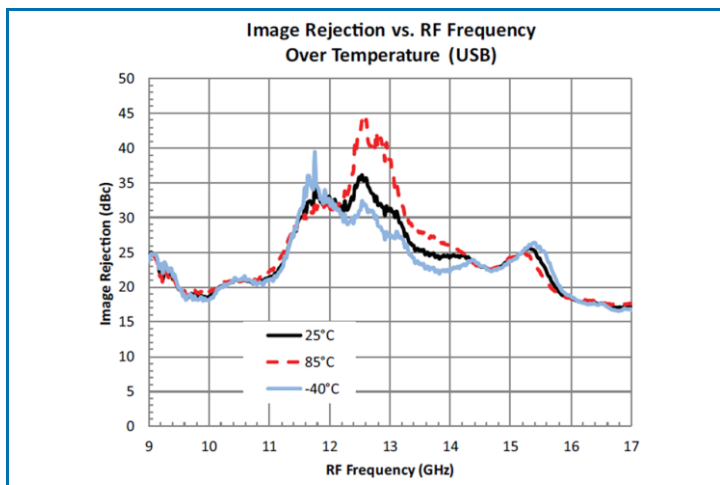 Image Rejection vs. RF Frequency
Over Temperature (USB)
50
45
40
35
30
25
20
15
10
5
0
Image Rejection (dBc)
25°C
85°C
-40°C
9 10 11 12 13 14 15 16 17
RF Frequency (GHz)